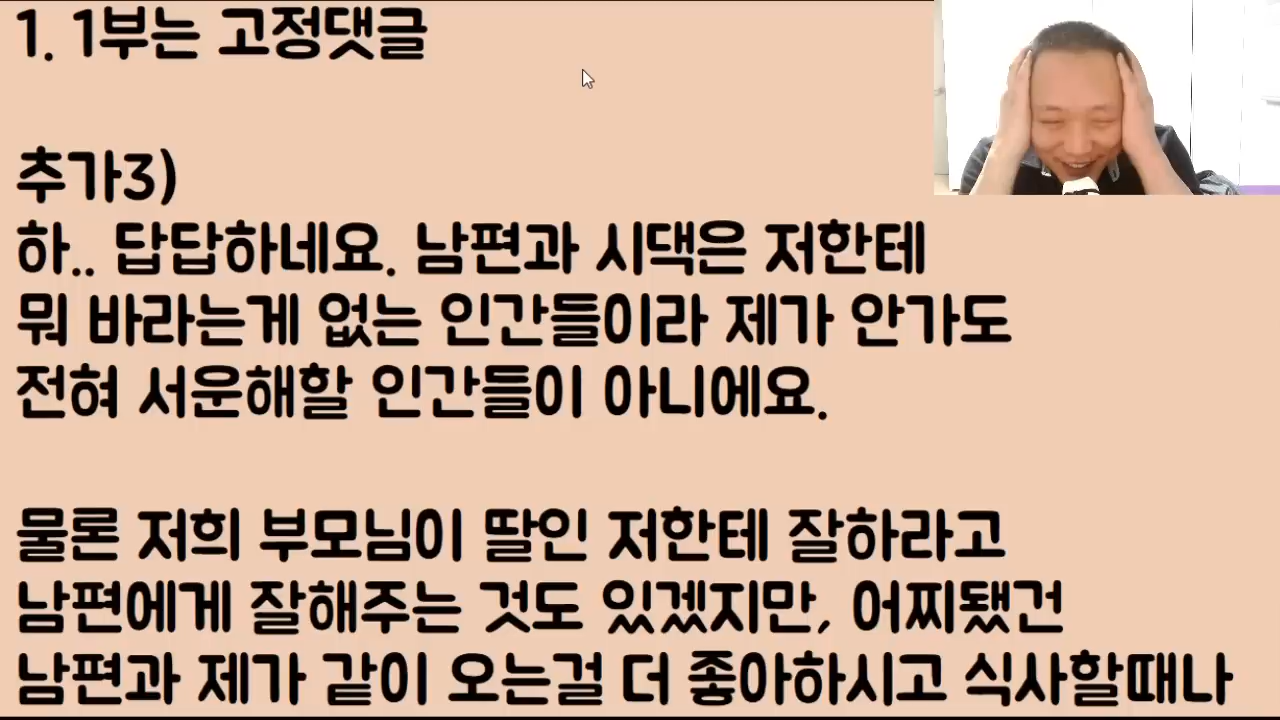 1. 1부는 고정댓글
추가3)
하.. 답답하네요. 남편과 시댁은 저한테
뭐 바라는게 없는 인간들이라 제가 안가도
전혀 서운해할 인간들이 아니에요.
물론 저희 부모님이 딸인 저한테 잘하라고
남편에게 잘해주는 것도 있겠지만, 어찌됐건
남편과 제가 같이 오는걸 더 좋아하시고 식사할때나